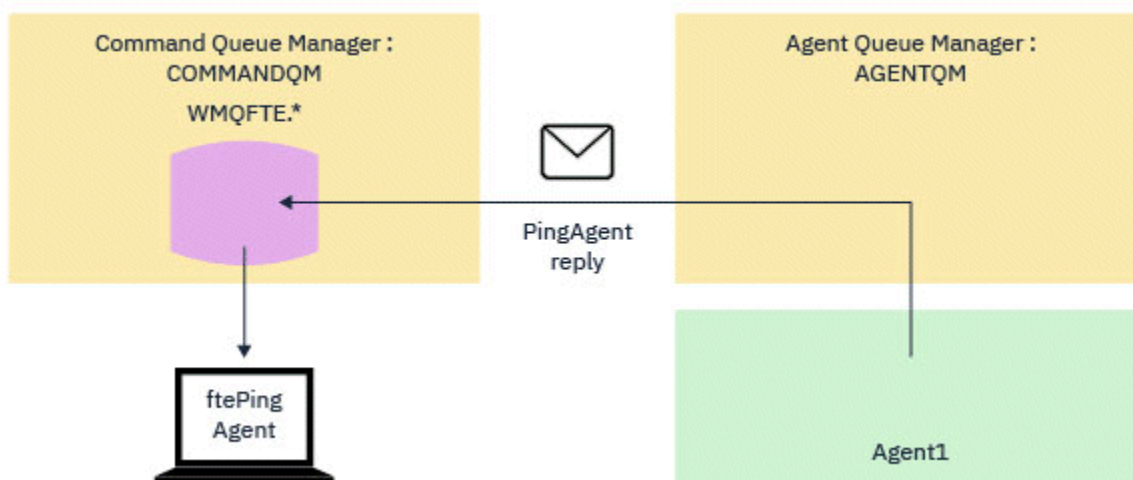 Command Queue Manager :
COMMANDQM
WMQFTE.*
Agent Queue Manager :
AGENTQM
PingAgent
reply
ftePing
Agent
Agent1